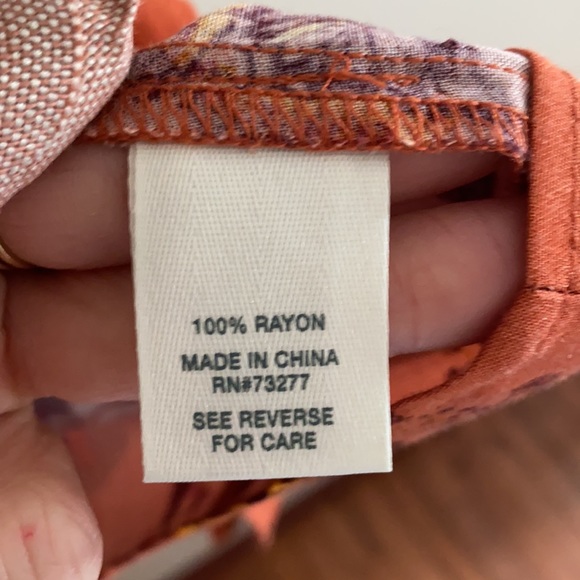 100% RAYON
MADE IN CHINA
RN#73277
SEE REVERSE
FOR CARE